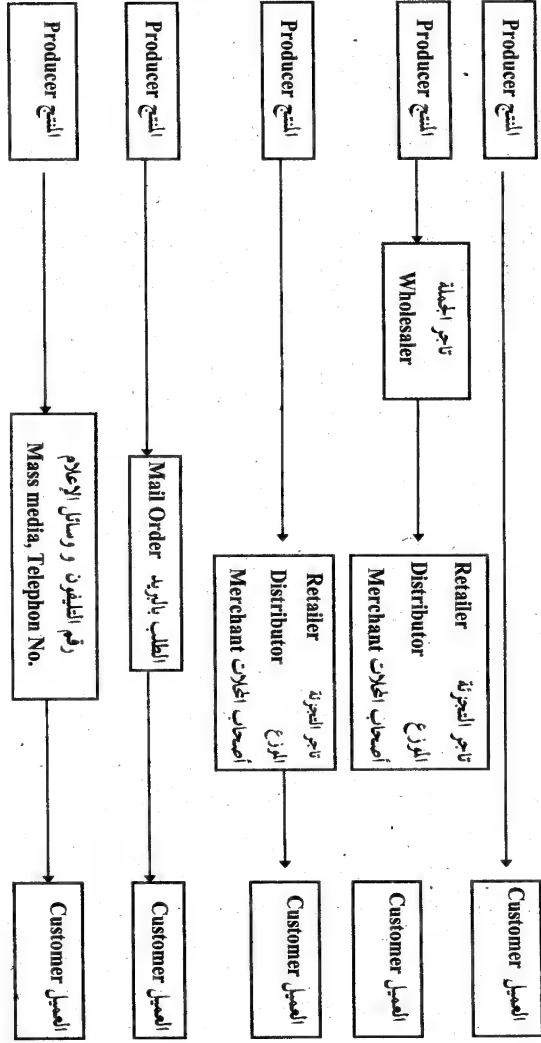 Producer المنتج
Customer العميل
Producer المنتج
تاجر الجملة
Wholesaler
Retailer تاجر التجزئة
Distributor الموزع
Merchant أصحاب المحلات
Customer العميل
Producer المنتج
Retailer تاجر التجزئة
Distributor الموزع
Merchant أصحاب المحلات
Customer العميل
Producer المنتج
Mail Order الطلب بالبريد
Customer العميل
Producer المنتج
رقم التليفون و وسائل الإعلام
Mass media, Telephon No.
Customer العميل